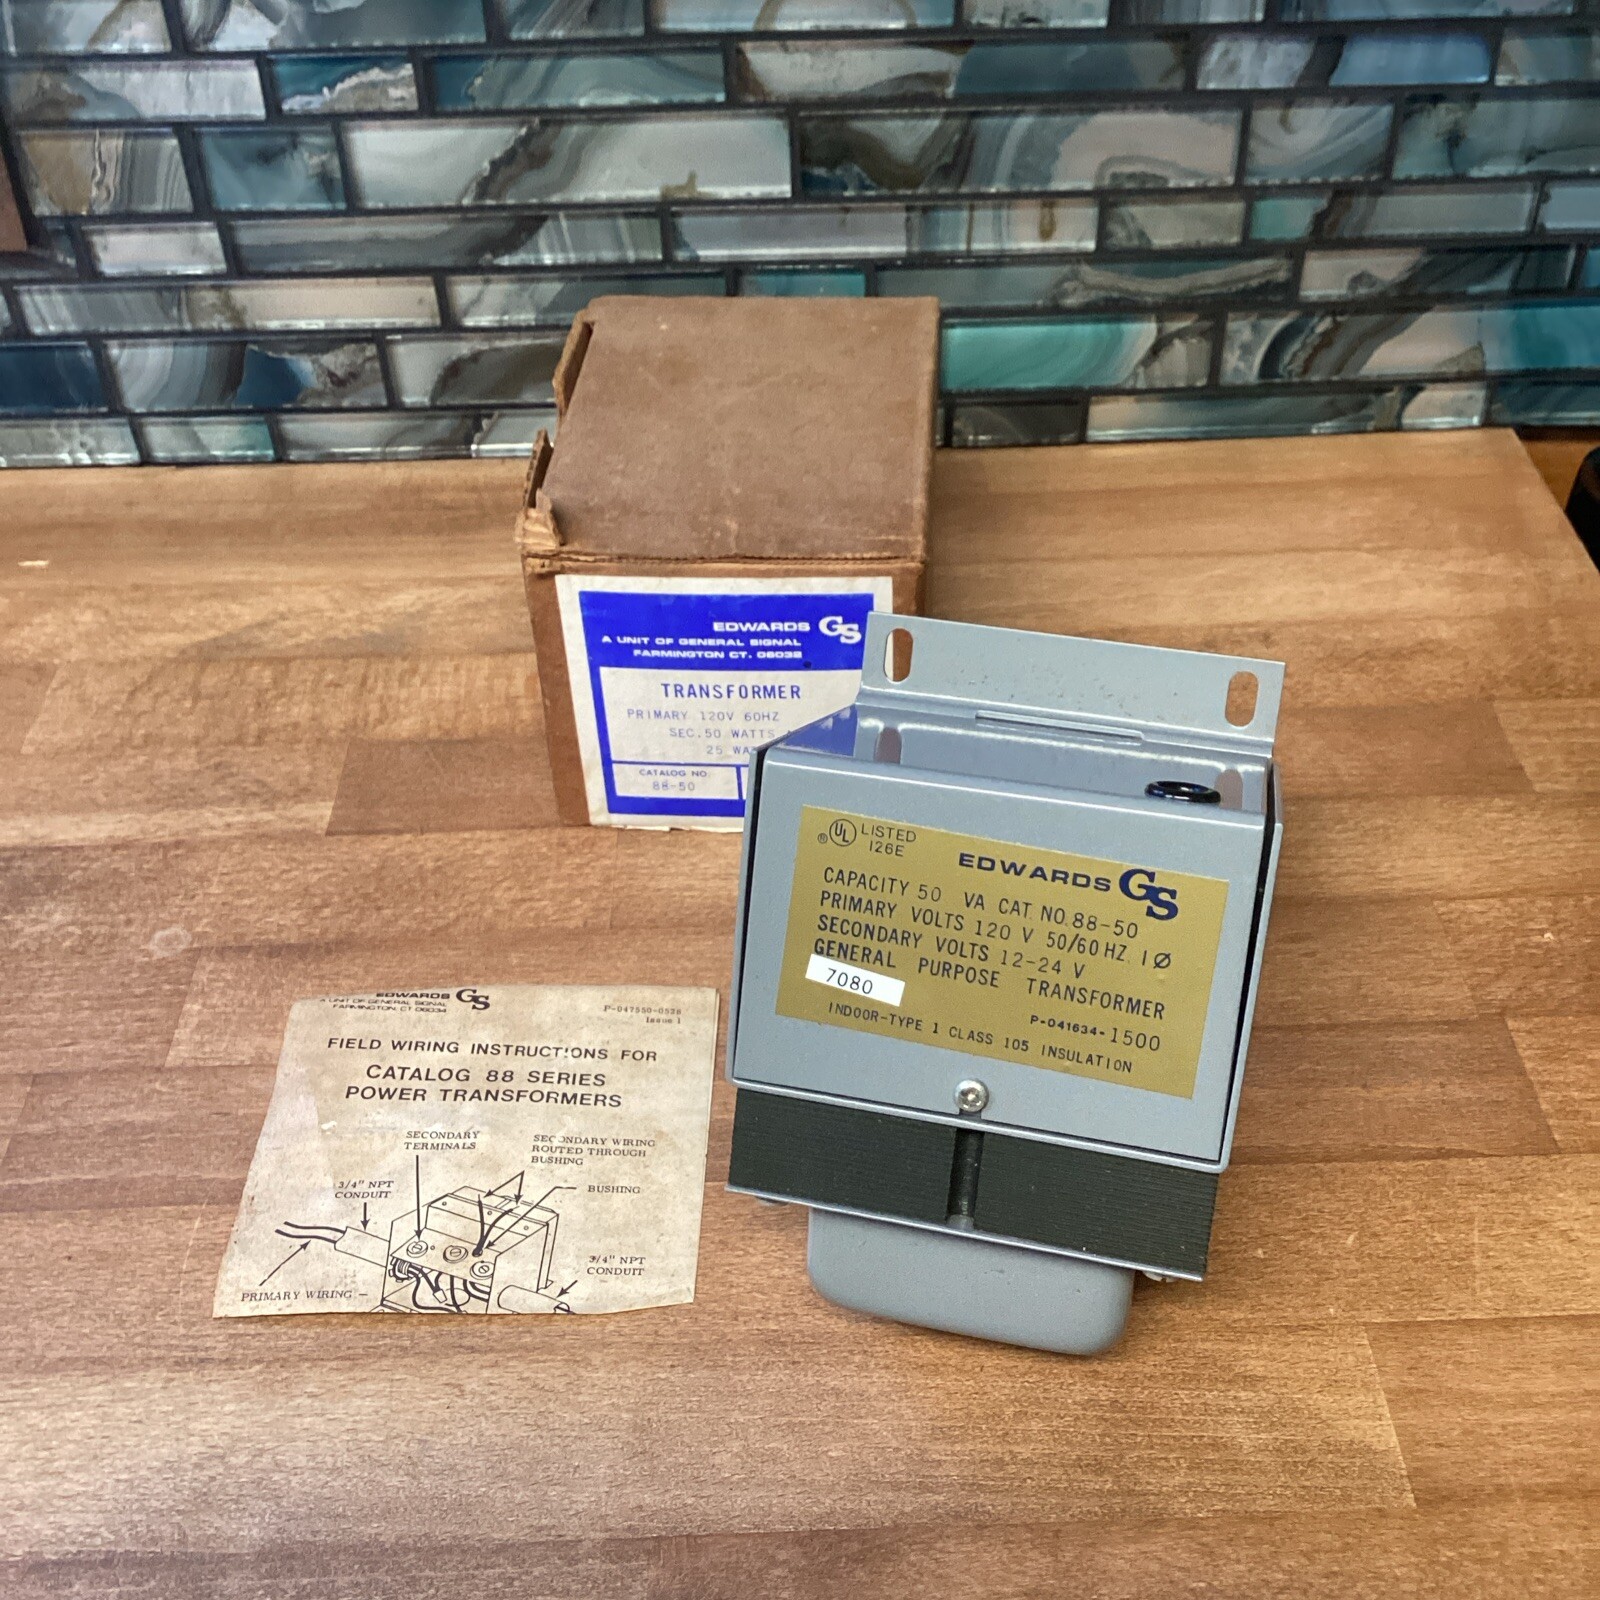 EDWARDS GS
A UNIT OF GENERAL SIGNAL
FARMINGTON CT. 06032
TRANSFORMER
PRIMARY 120V 60HZ
SEC.50 WATTS
25
CATALOG NO.
88-50
® UL LISTED
126E
EDWARDS GS
CAPACITY 50 VA CAT. NO. 88-50
PRIMARY VOLTS 120 V 50/60 HZ. 1 Ø
SECONDARY VOLTS 12-24 V
GENERAL PURPOSE TRANSFORMER
7080
P-041634-1500
INDOOR-TYPE 1 CLASS 105 INSULATION
EDWARDS GS
A UNIT OF GENERAL SIGNAL
FARMINGTON, CT 06034
P-047550-0538
Issue 1
FIELD WIRING INSTRUCTIONS FOR
CATALOG 88 SERIES
POWER TRANSFORMERS
SECONDARY
TERMINALS
SECONDARY WIRING
ROUTED THROUGH
BUSHING
3/4" NPT
CONDUIT
BUSHING
3/4" NPT
CONDUIT
PRIMARY WIRING